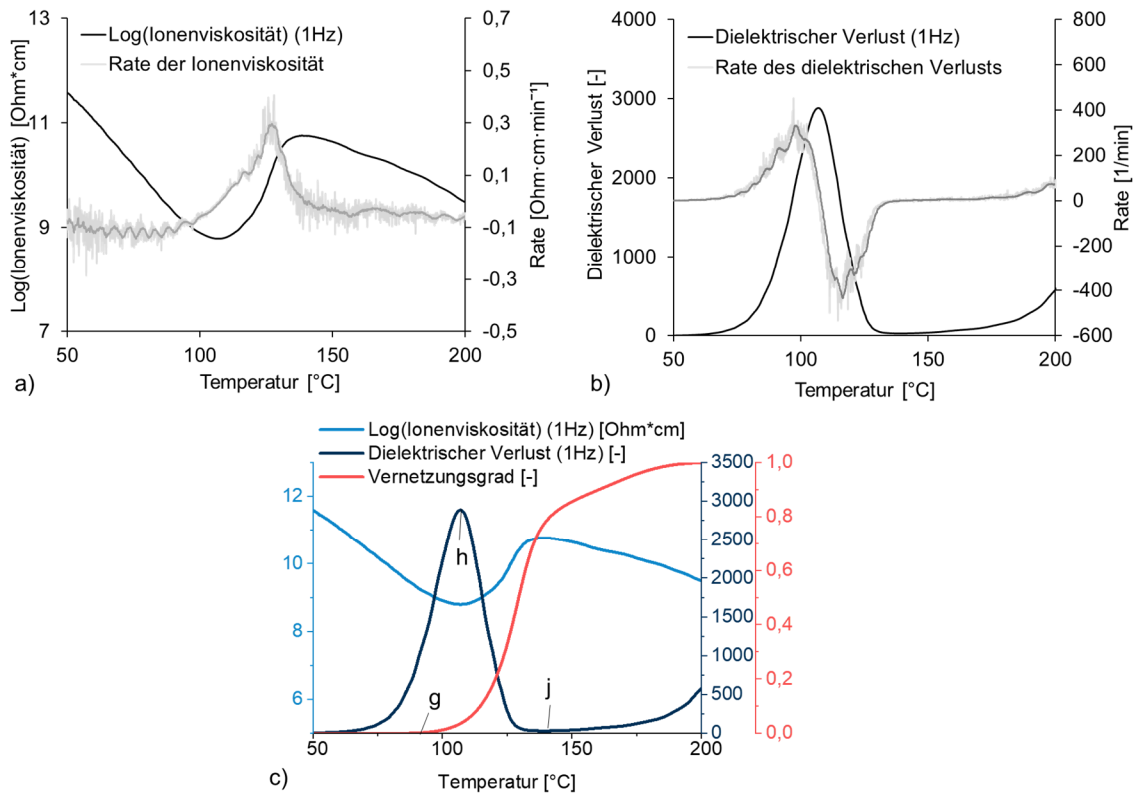 Log(Ionenviskosität) (1Hz)
Rate der Ionenviskosität
Log(Ionenviskosität) [Ohm*cm]
13
11
9
7
0,7
0,5
0,3
0,1
-0,1
-0,3
-0,5
Rate [Ohm·cm·min⁻¹]
50 100 150 200
Temperatur [°C]
a)
Dielektrischer Verlust (1Hz)
Rate des dielektrischen Verlusts
Dielektrischer Verlust [-]
4000
3000
2000
1000
0
800
600
400
200
0
-200
-400
-600
Rate [1/min]
50 100 150 200
Temperatur [°C]
b)
Log(Ionenviskosität) (1Hz) [Ohm*cm]
Dielektrischer Verlust (1Hz) [-]
Vernetzungsgrad [-]
12
10
8
6
3500
3000
2500
2000
1500
1000
500
0
1,0
0,8
0,6
0,4
0,2
0,0
h
g
j
50 100 150 200
Temperatur [°C]
c)